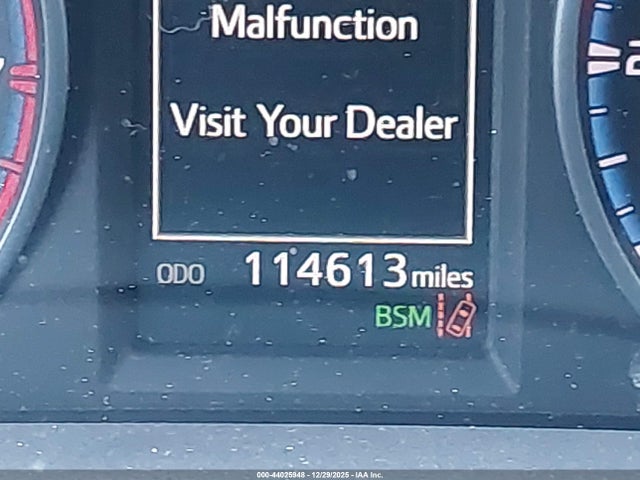 Malfunction
Visit Your Dealer
ODO 114613 miles
BSM
000-44025948 - 12/29/2025 - IAA Inc.